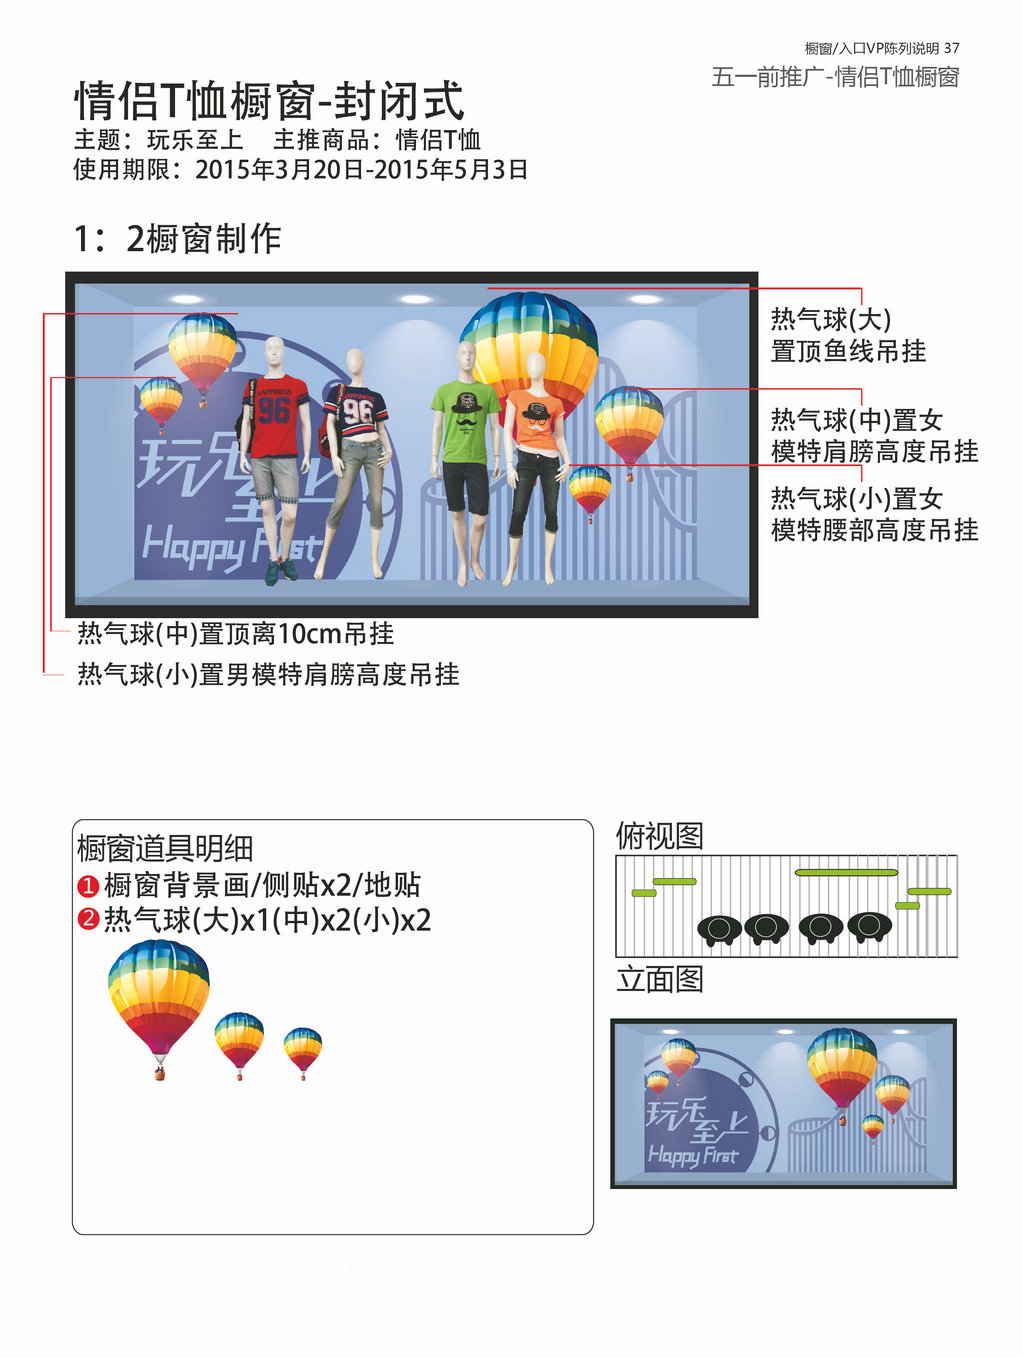 橱窗/入口VP陈列说明 37
五一前推广-情侣T恤橱窗
情侣T恤橱窗-封闭式
主题：玩乐至上 主推商品：情侣T恤
使用期限：2015年3月20日-2015年5月3日
1：2橱窗制作
热气球(大)
置顶鱼线吊挂
热气球(中)置女
模特肩膀高度吊挂
热气球(小)置女
模特腰部高度吊挂
HAPPINESS
96
HAPPINESS
96
玩乐
至上
Happy First
热气球(中)置顶离10cm吊挂
热气球(小)置男模特肩膀高度吊挂
橱窗道具明细
1 橱窗背景画/侧贴x2/地贴
2 热气球(大)x1(中)x2(小)x2
俯视图
立面图
玩乐
至上
Happy First